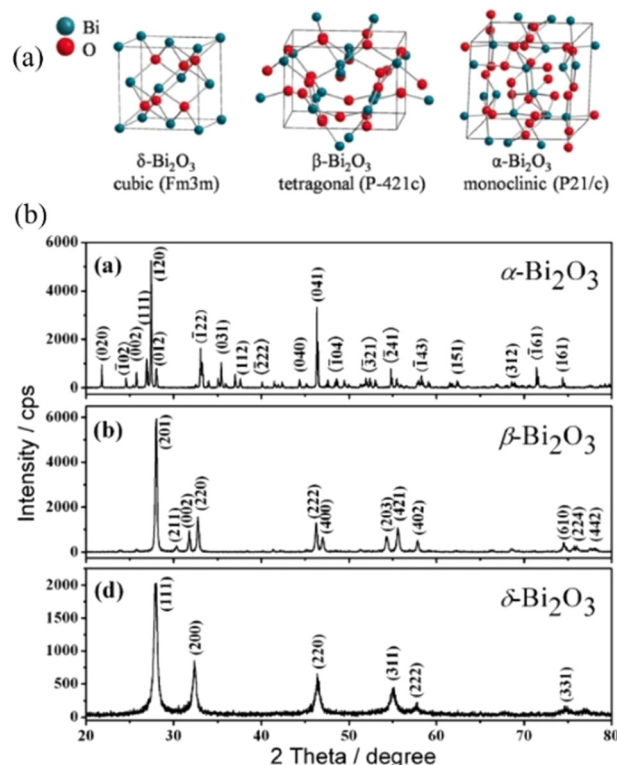 Bi
O
(a)
δ-Bi2O3
cubic (Fm3m)
β-Bi2O3
tetragonal (P-421c)
α-Bi2O3
monoclinic (P21/c)
(b)
(a)
α-Bi2O3
6000
4000
2000
0
(020)
(1̅02)
(002)
(111)
(120)
(012)
(1̅22)
(031)
(112)
(2̅22)
(040)
(041)
(1̅04)
(3̅21)
(2̅41)
(1̅43)
(151)
(312)
(1̅61)
(161)
(b)
β-Bi2O3
6000
4000
2000
0
(201)
(211)
(002)
(220)
(222)
(400)
(203)
(421)
(402)
(610)
(224)
(442)
(d)
δ-Bi2O3
2000
1500
1000
500
0
(111)
(200)
(220)
(311)
(222)
(331)
Intensity / cps
20 30 40 50 60 70 80
2 Theta / degree